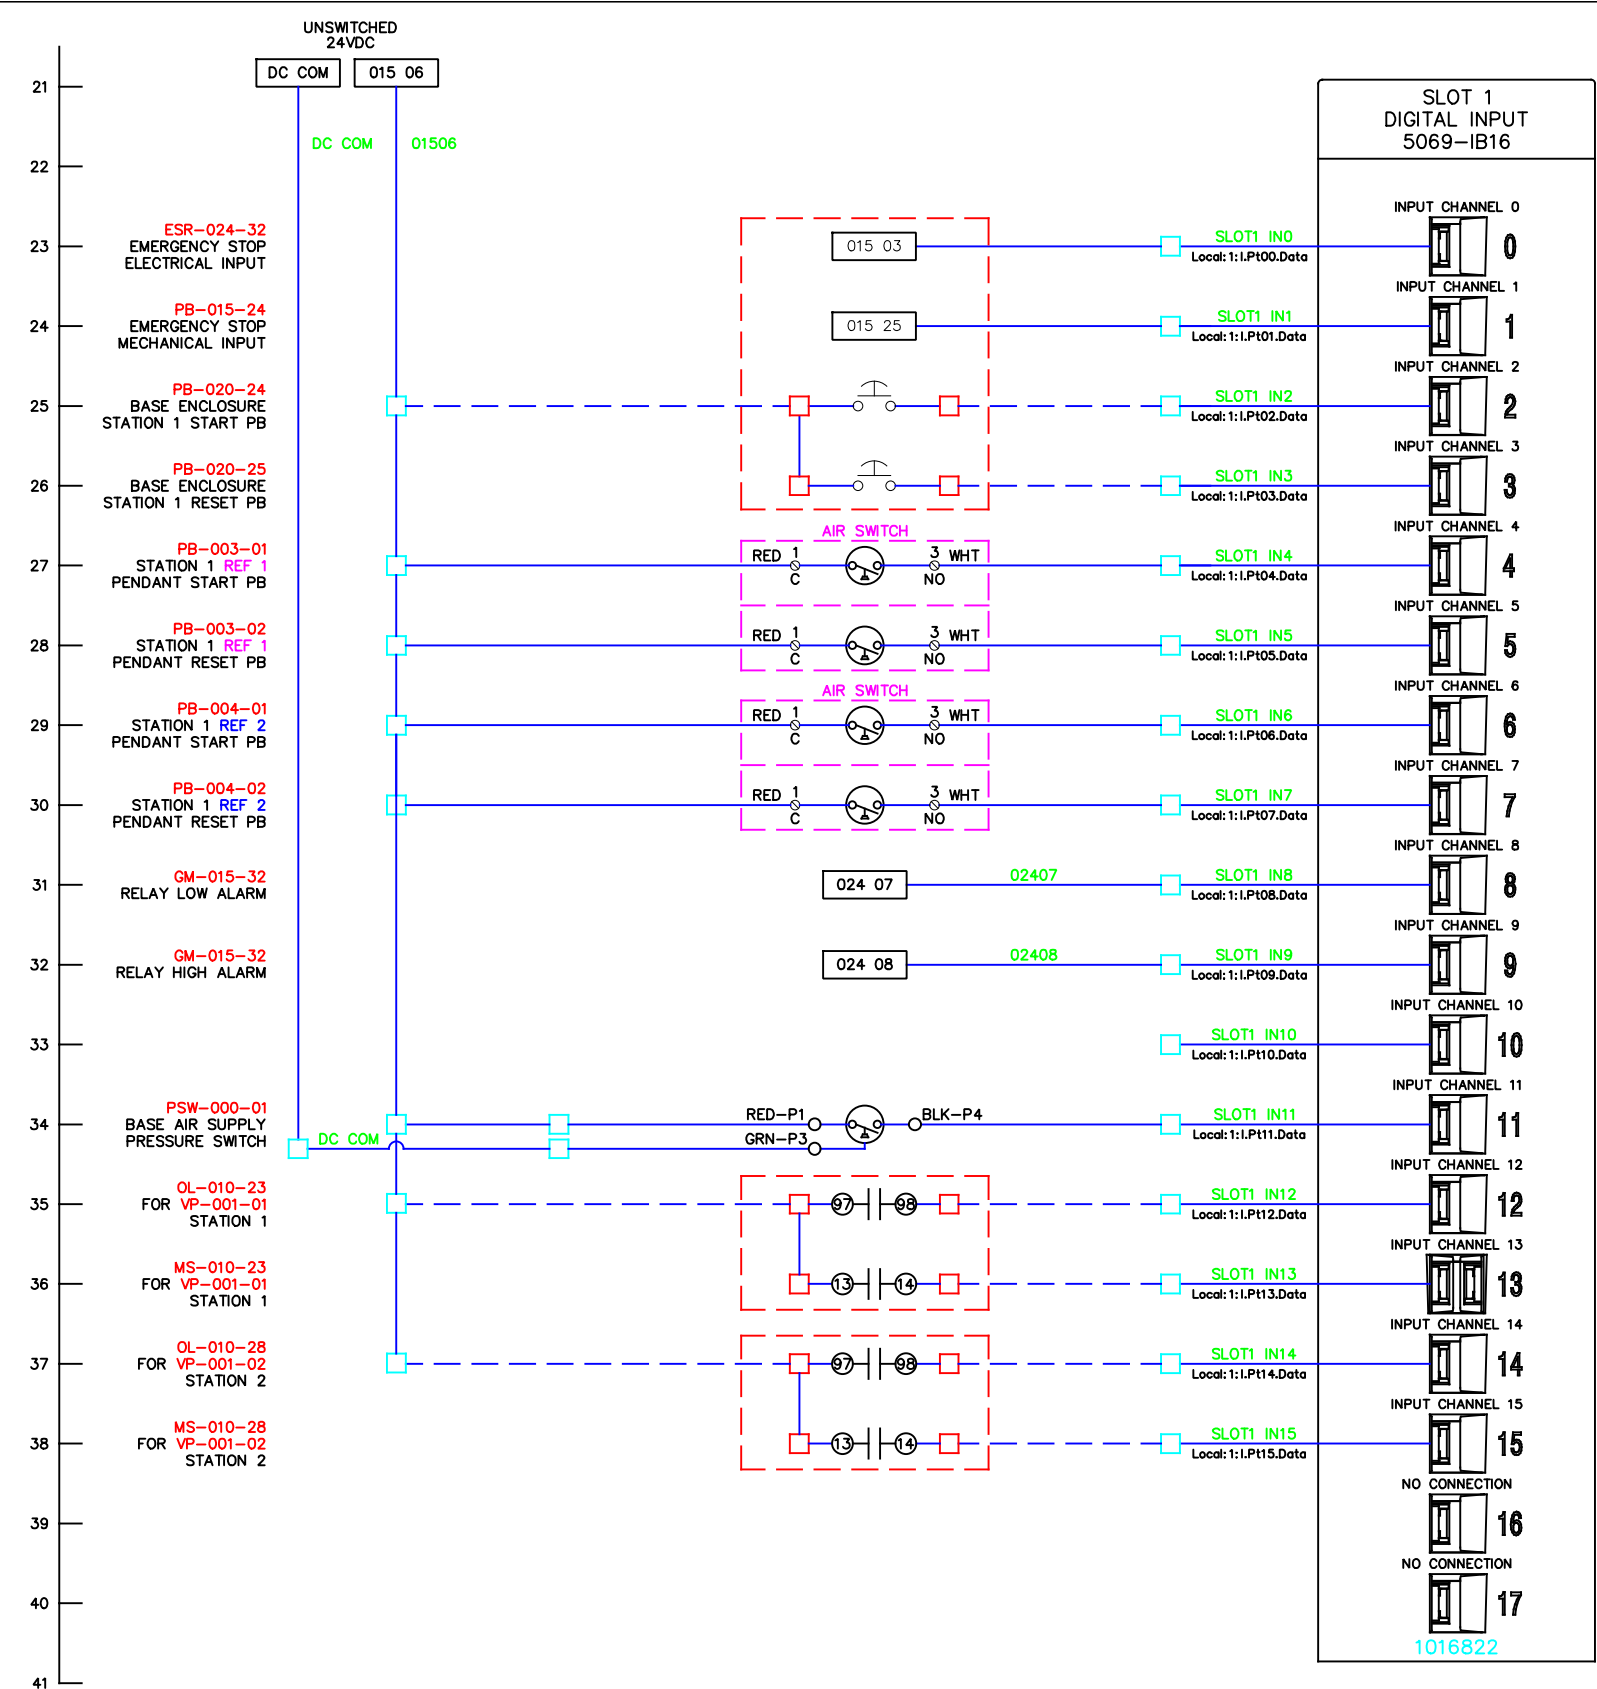 UNSWITCHED
24VDC
DC COM
015 06
21
DC COM
01506
22
SLOT 1
DIGITAL INPUT
5069-IB16
ESR-024-32
23
EMERGENCY STOP
ELECTRICAL INPUT
015 03
SLOT1 IN0
Local:1:I.Pt00.Data
INPUT CHANNEL 0
0
PB-015-24
24
EMERGENCY STOP
MECHANICAL INPUT
015 25
SLOT1 IN1
Local:1:I.Pt01.Data
INPUT CHANNEL 1
1
PB-020-24
25
BASE ENCLOSURE
STATION 1 START PB
SLOT1 IN2
Local:1:I.Pt02.Data
INPUT CHANNEL 2
2
PB-020-25
26
BASE ENCLOSURE
STATION 1 RESET PB
SLOT1 IN3
Local:1:I.Pt03.Data
INPUT CHANNEL 3
3
AIR SWITCH
PB-003-01
27
STATION 1 REF 1
PENDANT START PB
RED 1
C
3 WHT
NO
SLOT1 IN4
Local:1:I.Pt04.Data
INPUT CHANNEL 4
4
PB-003-02
28
STATION 1 REF 1
PENDANT RESET PB
RED 1
C
3 WHT
NO
SLOT1 IN5
Local:1:I.Pt05.Data
INPUT CHANNEL 5
5
AIR SWITCH
PB-004-01
29
STATION 1 REF 2
PENDANT START PB
RED 1
C
3 WHT
NO
SLOT1 IN6
Local:1:I.Pt06.Data
INPUT CHANNEL 6
6
PB-004-02
30
STATION 1 REF 2
PENDANT RESET PB
RED 1
C
3 WHT
NO
SLOT1 IN7
Local:1:I.Pt07.Data
INPUT CHANNEL 7
7
GM-015-32
31
RELAY LOW ALARM
024 07
02407
SLOT1 IN8
Local:1:I.Pt08.Data
INPUT CHANNEL 8
8
GM-015-32
32
RELAY HIGH ALARM
024 08
02408
SLOT1 IN9
Local:1:I.Pt09.Data
INPUT CHANNEL 9
9
33
SLOT1 IN10
Local:1:I.Pt10.Data
INPUT CHANNEL 10
10
PSW-000-01
34
BASE AIR SUPPLY
PRESSURE SWITCH
DC COM
RED-P1
GRN-P3
BLK-P4
SLOT1 IN11
Local:1:I.Pt11.Data
INPUT CHANNEL 11
11
OL-010-23
35
FOR VP-001-01
STATION 1
97
98
SLOT1 IN12
Local:1:I.Pt12.Data
INPUT CHANNEL 12
12
MS-010-23
36
FOR VP-001-01
STATION 1
13
14
SLOT1 IN13
Local:1:I.Pt13.Data
INPUT CHANNEL 13
13
OL-010-28
37
FOR VP-001-02
STATION 2
97
98
SLOT1 IN14
Local:1:I.Pt14.Data
INPUT CHANNEL 14
14
MS-010-28
38
FOR VP-001-02
STATION 2
13
14
SLOT1 IN15
Local:1:I.Pt15.Data
INPUT CHANNEL 15
15
39
NO CONNECTION
16
40
NO CONNECTION
17
1016822
41